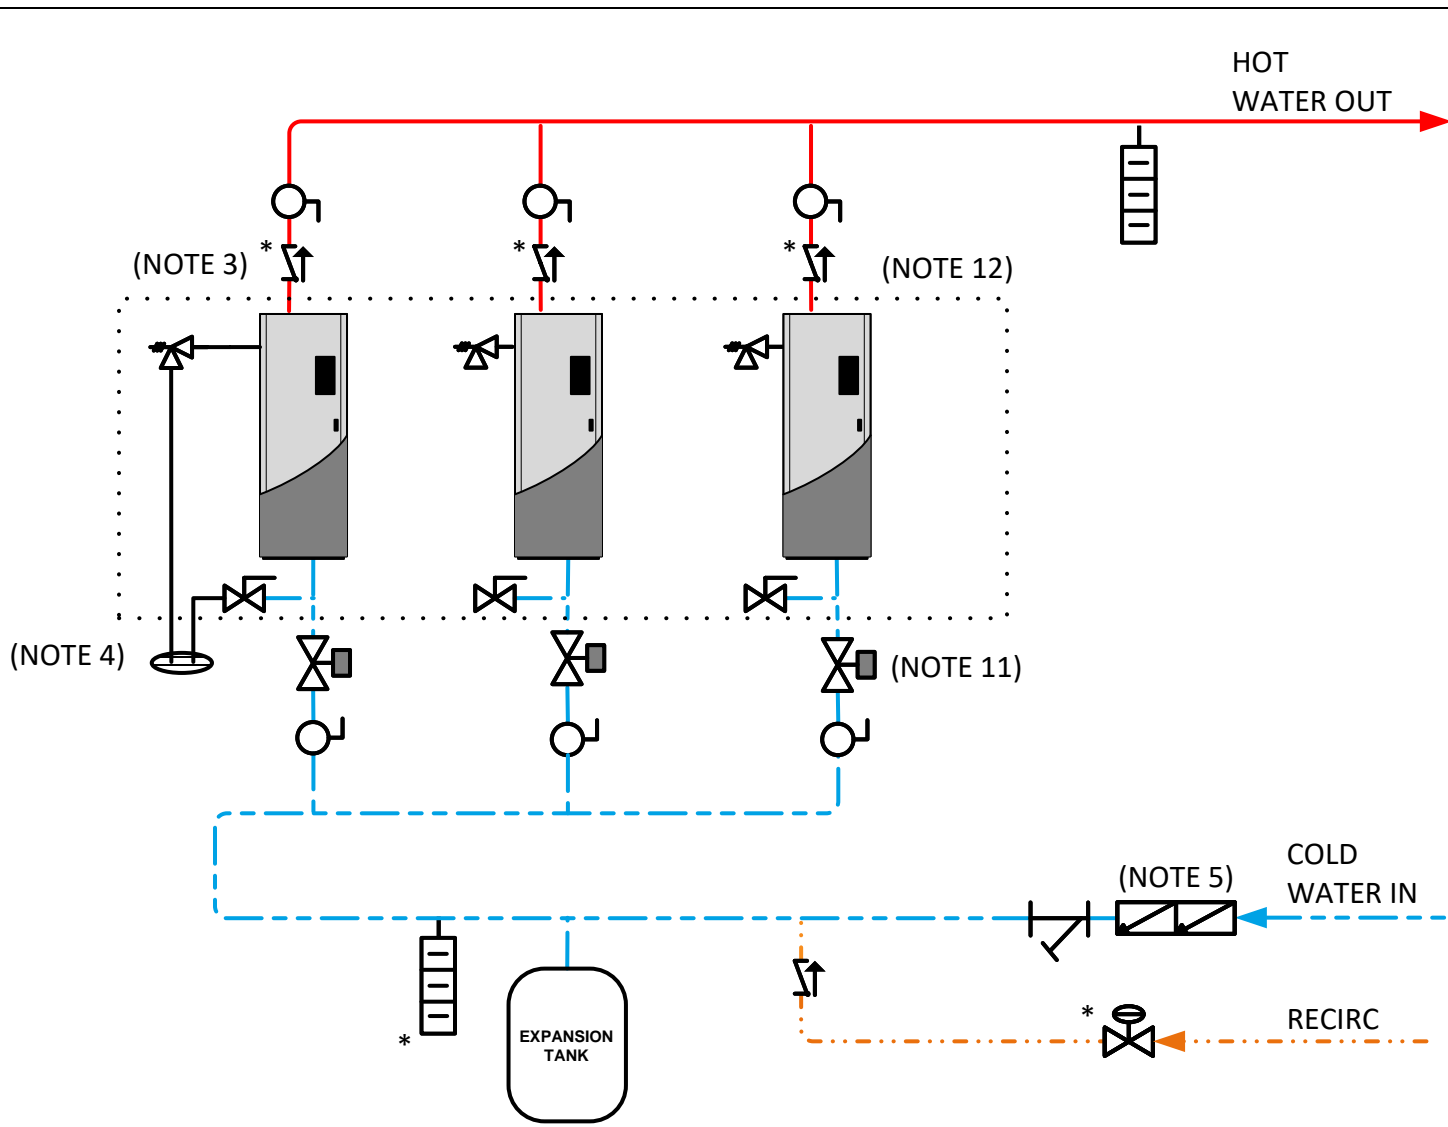 HOT
WATER OUT
(NOTE 3)
*
*
*
(NOTE 12)
(NOTE 4)
(NOTE 11)
COLD
WATER IN
(NOTE 5)
*
RECIRC
*
EXPANSION
TANK